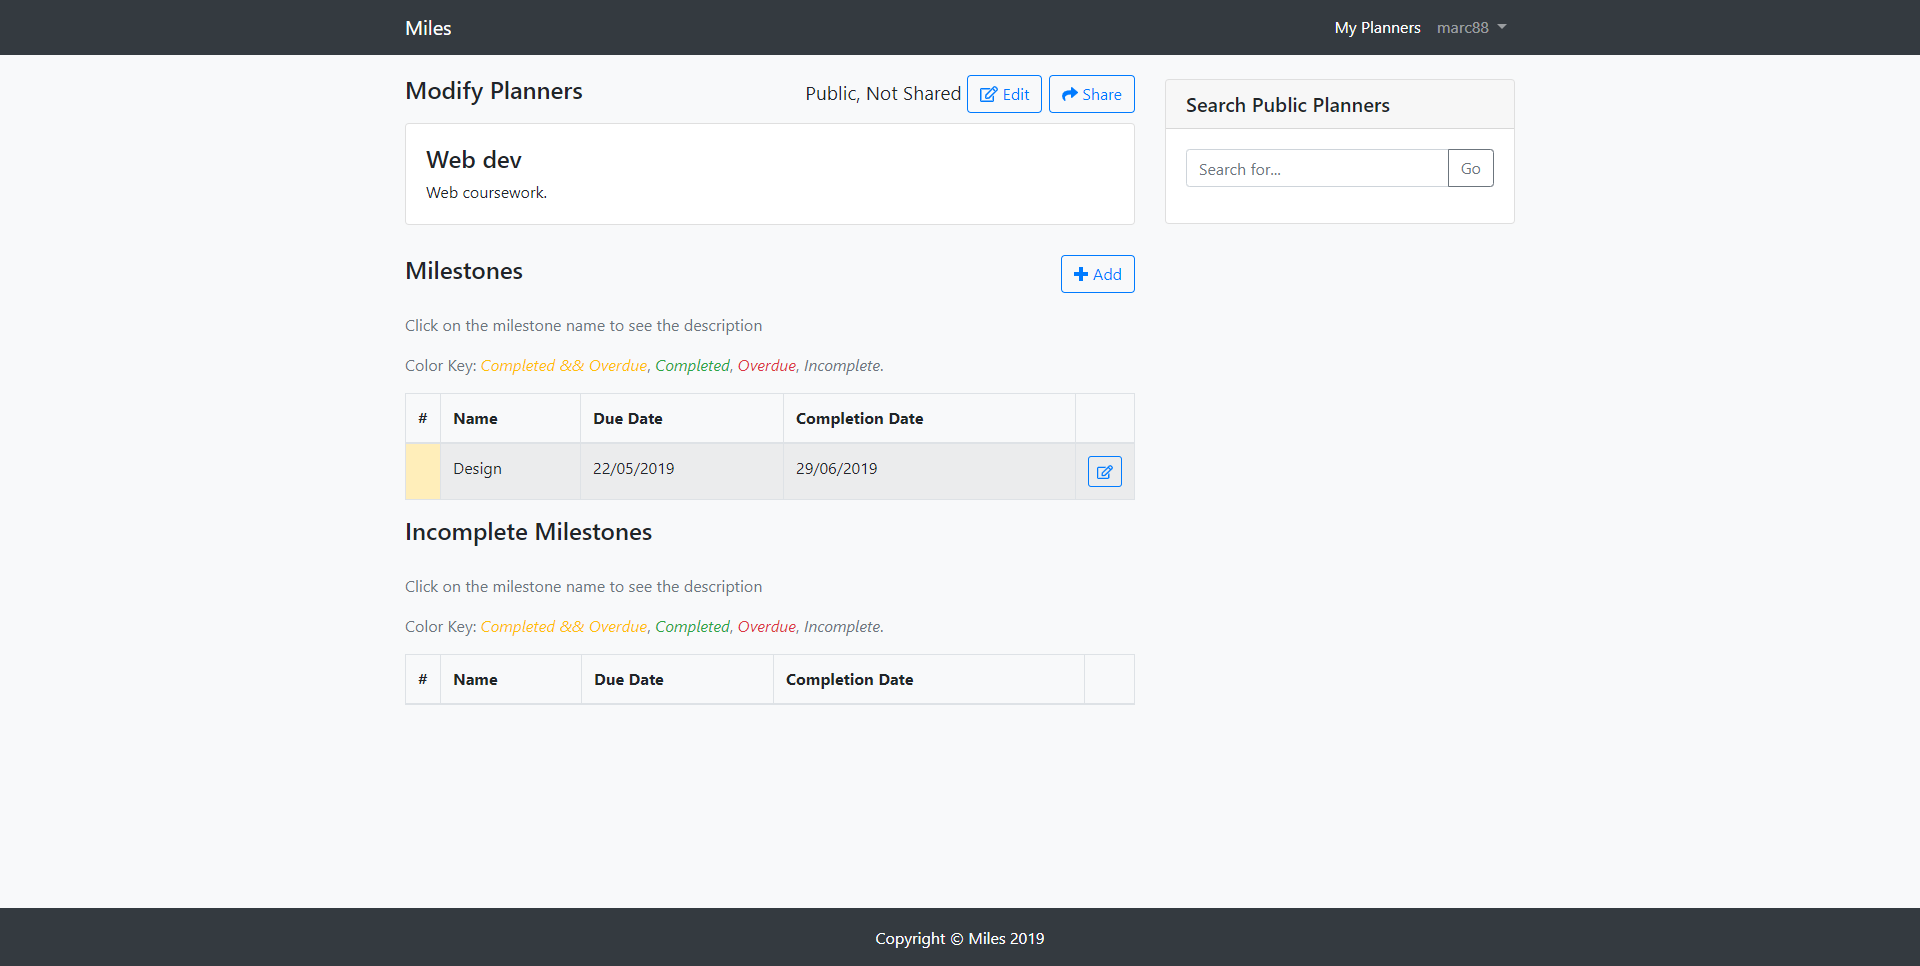 Miles
My Planners marc88
Modify Planners
Public, Not Shared Edit Share
Web dev
Web coursework.
Milestones
Add
Click on the milestone name to see the description
Color Key: Completed && Overdue, Completed, Overdue, Incomplete.
# Name Due Date Completion Date
Design 22/05/2019 29/06/2019
Incomplete Milestones
Click on the milestone name to see the description
Color Key: Completed && Overdue, Completed, Overdue, Incomplete.
# Name Due Date Completion Date
Search Public Planners
Search for... Go
Copyright © Miles 2019